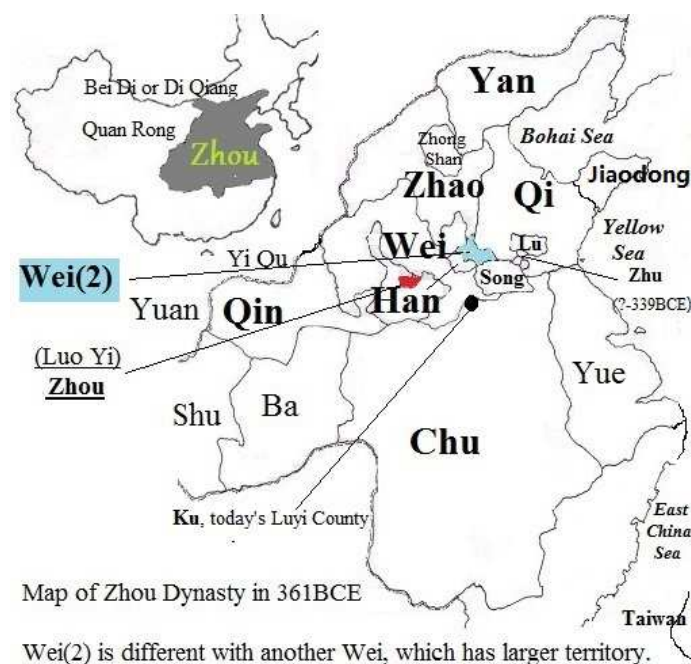 Bei Di or Di Qiang
Quan Rong
Zhou
Yan
Zhong
Shan
Bohai Sea
Zhao
Qi
Jiaodong
Yellow
Sea
Wei
Lu
Yi Qu
Wei(2)
Song
Zhu
(?-339BCE)
Yuan
Qin
Han
(Luo Yi)
Zhou
Yue
Shu
Ba
Chu
Ku, today's Luyi County
East
China
Sea
Map of Zhou Dynasty in 361BCE
Taiwan
Wei(2) is different with another Wei, which has larger territory.